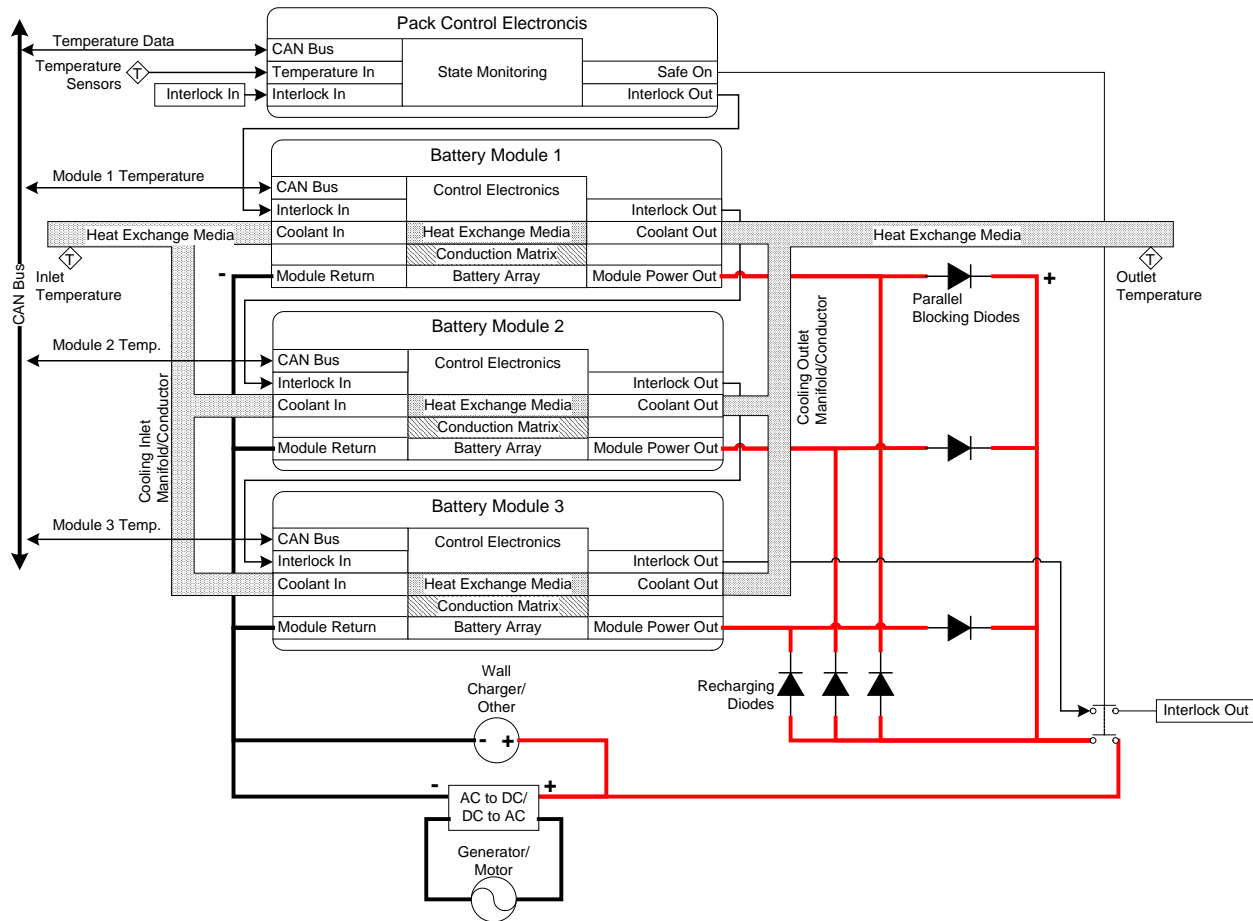 Pack Control Electroncis
Temperature Data
CAN Bus
Temperature
Sensors
T
Temperature In
State Monitoring
Safe On
Interlock In
Interlock In
Interlock Out
Battery Module 1
Module 1 Temperature
CAN Bus
Control Electronics
Interlock In
Interlock Out
Heat Exchange Media
Coolant In
Heat Exchange Media
Coolant Out
Heat Exchange Media
Conduction Matrix
T
Inlet
Temperature
-
Module Return
Battery Array
Module Power Out
+
Parallel
Blocking Diodes
T
Outlet
Temperature
CAN Bus
Battery Module 2
Module 2 Temp.
CAN Bus
Control Electronics
Interlock In
Interlock Out
Coolant In
Heat Exchange Media
Coolant Out
Conduction Matrix
Module Return
Battery Array
Module Power Out
Cooling Outlet
Manifold/Conductor
Cooling Inlet
Manifold/Conductor
Battery Module 3
Module 3 Temp.
CAN Bus
Control Electronics
Interlock In
Interlock Out
Coolant In
Heat Exchange Media
Coolant Out
Conduction Matrix
Module Return
Battery Array
Module Power Out
Wall
Charger/
Other
- +
Recharging
Diodes
Interlock Out
-
+
AC to DC/
DC to AC
Generator/
Motor